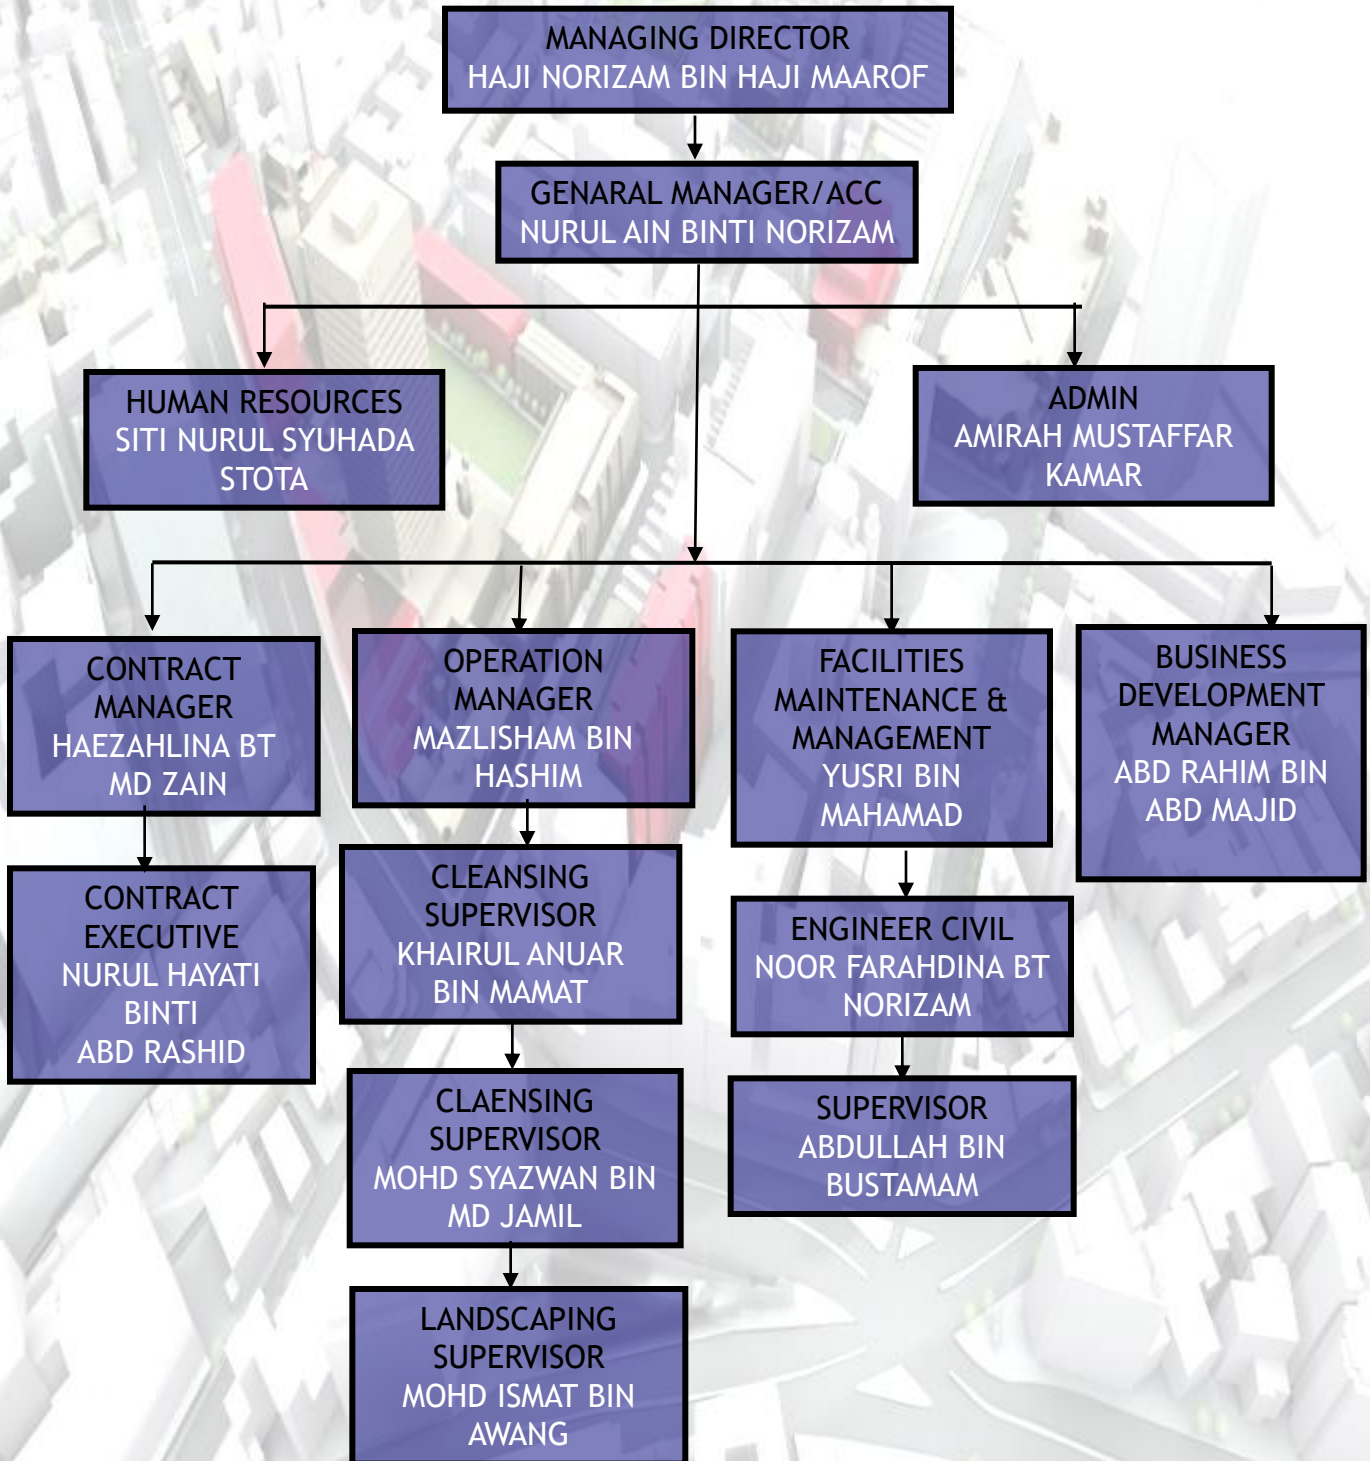 MANAGING DIRECTOR
HAJI NORIZAM BIN HAJI MAAROF
GENARAL MANAGER/ACC
NURUL AIN BINTI NORIZAM
HUMAN RESOURCES
SITI NURUL SYUHADA
STOTA
ADMIN
AMIRAH MUSTAFFAR
KAMAR
CONTRACT
MANAGER
HAEZAHLINA BT
MD ZAIN
OPERATION
MANAGER
MAZLISHAM BIN
HASHIM
FACILITIES
MAINTENANCE &
MANAGEMENT
YUSRI BIN
MAHAMAD
BUSINESS
DEVELOPMENT
MANAGER
ABD RAHIM BIN
ABD MAJID
CONTRACT
EXECUTIVE
NURUL HAYATI
BINTI
ABD RASHID
CLEANSING
SUPERVISOR
KHAIRUL ANUAR
BIN MAMAT
ENGINEER CIVIL
NOOR FARAHDINA BT
NORIZAM
CLAENSING
SUPERVISOR
MOHD SYAZWAN BIN
MD JAMIL
SUPERVISOR
ABDULLAH BIN
BUSTAMAM
LANDSCAPING
SUPERVISOR
MOHD ISMAT BIN
AWANG